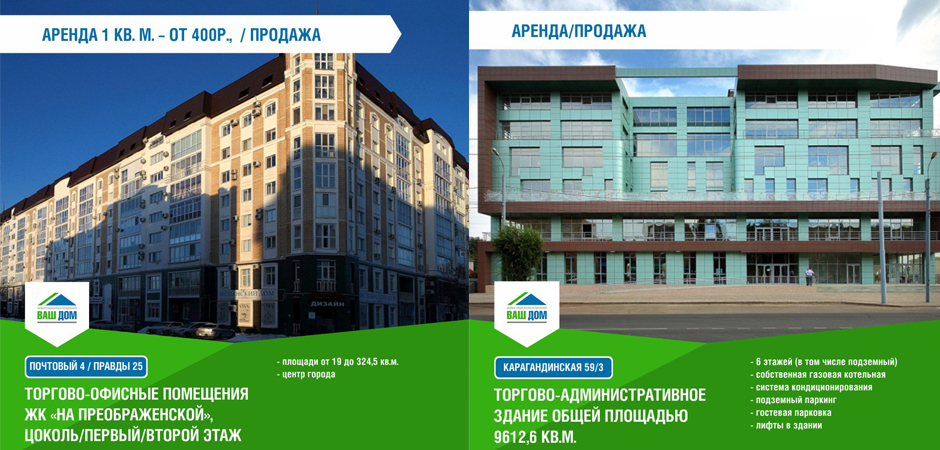 АРЕНДА 1 КВ. М. – ОТ 400Р., / ПРОДАЖА
ДИЗАЙН
ВАШ ДОМ
ПОЧТОВЫЙ 4 / ПРАВДЫ 25
ТОРГОВО-ОФИСНЫЕ ПОМЕЩЕНИЯ
ЖК «НА ПРЕОБРАЖЕНСКОЙ»,
ЦОКОЛЬ/ПЕРВЫЙ/ВТОРОЙ ЭТАЖ
- площади от 19 до 324,5 кв.м.
- центр города
АРЕНДА/ПРОДАЖА
ВАШ ДОМ
КАРАГАНДИНСКАЯ 59/3
ТОРГОВО-АДМИНИСТРАТИВНОЕ
ЗДАНИЕ ОБЩЕЙ ПЛОЩАДЬЮ
9612,6 КВ.М.
- 6 этажей (в том числе подземный)
- собственная газовая котельная
- система кондиционирования
- подземный паркинг
- гостевая парковка
- лифты в здании